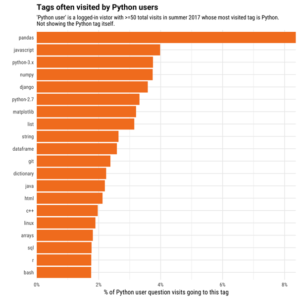 Tags often visited by Python users
'Python user' is a logged-in vistor with >=50 total visits in summer 2017 whose most visited tag is Python.
Not showing the Python tag itself.
pandas
javascript
python-3.x
numpy
django
python-2.7
matplotlib
list
string
dataframe
git
dictionary
java
html
c++
linux
arrays
sql
r
bash
0% 2% 4% 6% 8%
% of Python user question visits going to this tag